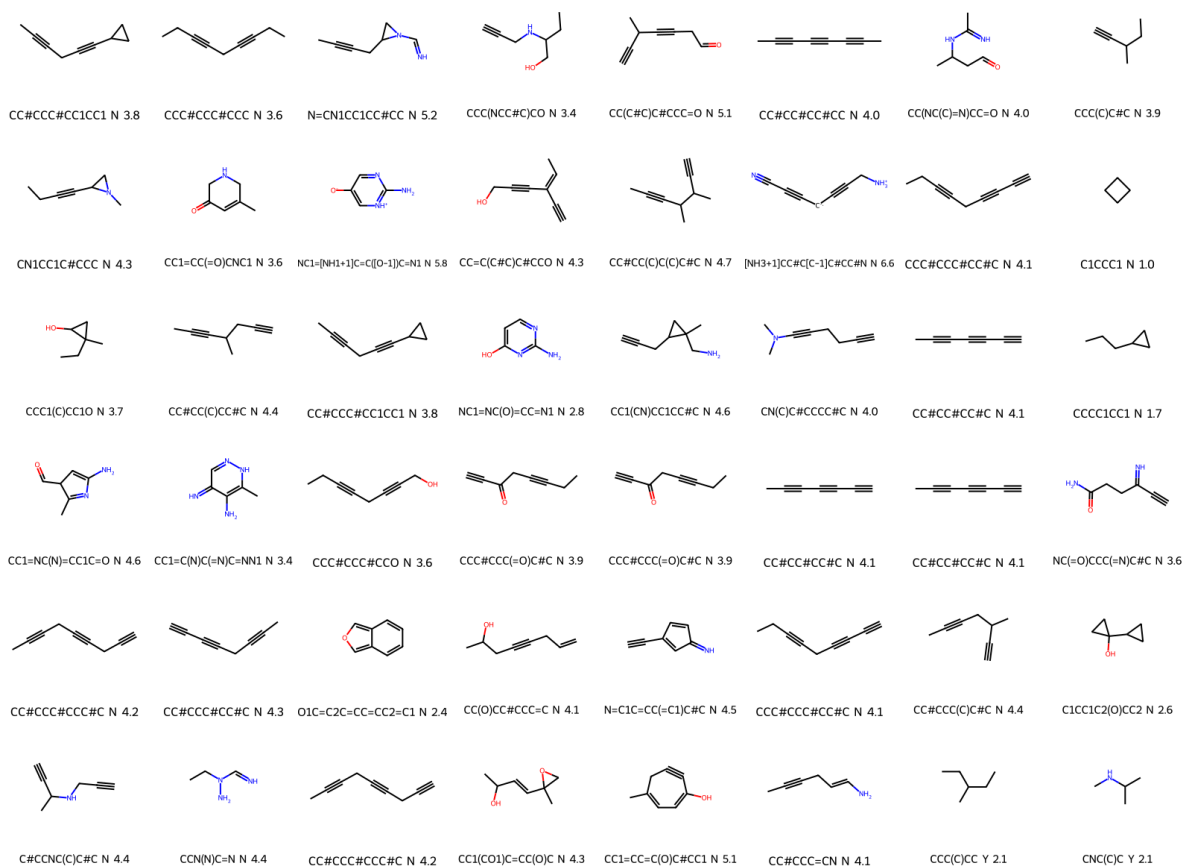 CC#CCC#CC1CC1 N 3.8
CCC#CCC#CCC N 3.6
N=CN1CC1CC#CC N 5.2
CCC(NCC#C)CO N 3.4
CC(C#C)C#CCC=O N 5.1
CC#CC#CC#CC N 4.0
CC(NC(C)=N)CC=O N 4.0
CCC(C)C#C N 3.9
CN1CC1C#CCC N 4.3
CC1=CC(=O)CNC1 N 3.6
NC1=[NH1+1]C=C([O-1])C=N1 N 5.8
CC=C(C#C)C#CCO N 4.3
CC#CC(C)C(C)C#C N 4.7
[NH3+1]CC#C[C-1]C#CC#N N 6.6
CCC#CCC#CC#C N 4.1
C1CCC1 N 1.0
CCC1(C)CC1O N 3.7
CC#CC(C)CC#C N 4.4
CC#CCC#CC1CC1 N 3.8
NC1=NC(O)=CC=N1 N 2.8
CC1(CN)CC1CC#C N 4.6
CN(C)C#CCCC#C N 4.0
CC#CC#CC#C N 4.1
CCCC1CC1 N 1.7
CC1=NC(N)=CC1C=O N 4.6
CC1=C(N)C(=N)C=NN1 N 3.4
CCC#CCC#CCO N 3.6
CCC#CCC(=O)C#C N 3.9
CCC#CCC(=O)C#C N 3.9
CC#CC#CC#C N 4.1
CC#CC#CC#C N 4.1
NC(=O)CCC(=N)C#C N 3.6
CC#CCC#CCC#C N 4.2
CC#CCC#CC#C N 4.3
O1C=C2C=CC=CC2=C1 N 2.4
CC(O)CC#CCC=C N 4.1
N=C1C=CC(=C1)C#C N 4.5
CCC#CCC#CC#C N 4.1
CC#CCC(C)C#C N 4.4
C1CC1C2(O)CC2 N 2.6
C#CCNC(C)C#C N 4.4
CCN(N)C=N N 4.4
CC#CCC#CCC#C N 4.2
CC1(CO1)C=CC(O)C N 4.3
CC1=CC=C(O)C#CC1 N 5.1
CC#CCC=CN N 4.1
CCC(C)CC Y 2.1
CNC(C)C Y 2.1